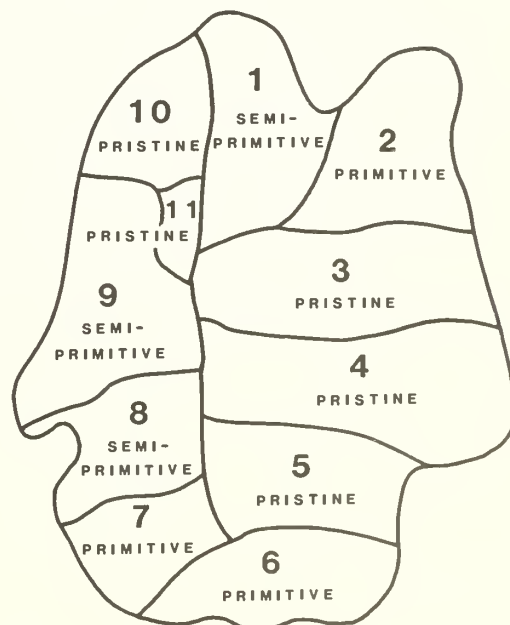 1
SEMI-
PRIMITIVE
2
PRIMITIVE
3
PRISTINE
4
PRISTINE
5
PRISTINE
6
PRIMITIVE
7
PRIMITIVE
8
SEMI-
PRIMITIVE
9
SEMI-
PRIMITIVE
10
PRISTINE
11
PRISTINE